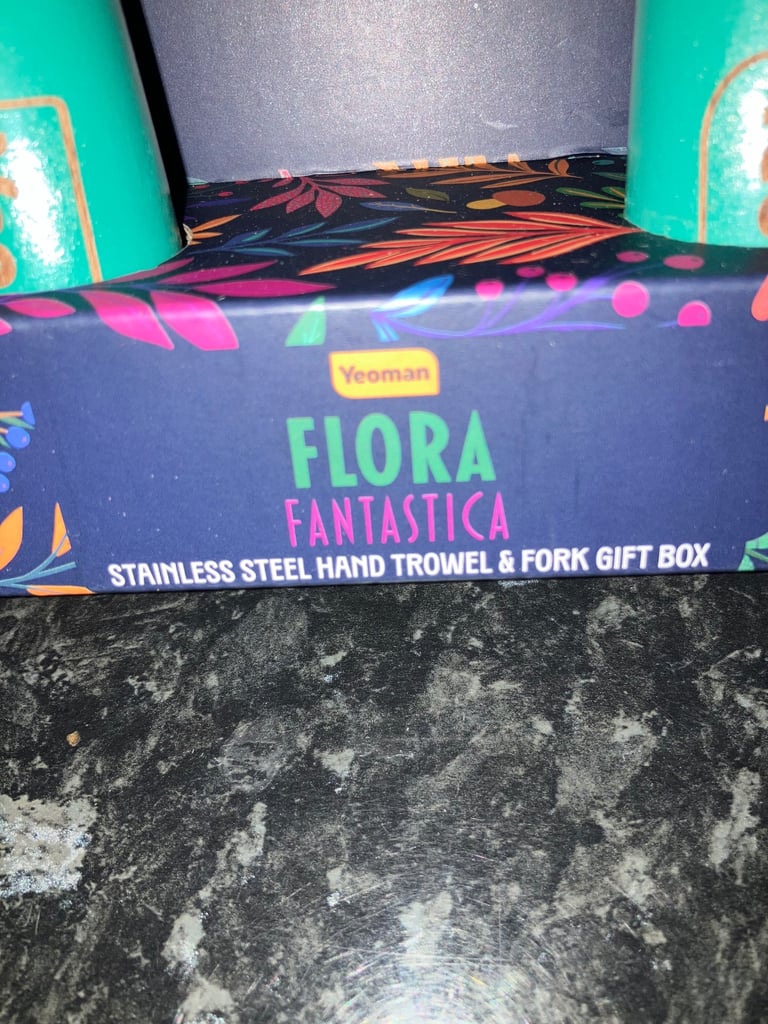 Yeoman
FLORA
FANTASTICA
STAINLESS STEEL HAND TROWEL & FORK GIFT BOX